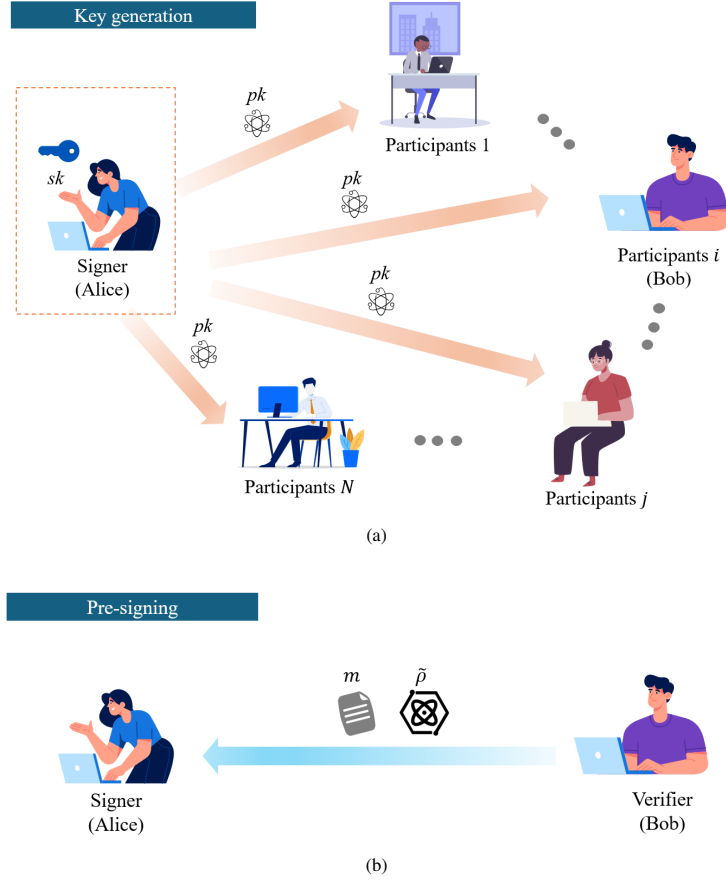 Key generation
pk
Participants 1
sk
pk
Signer
(Alice)
Participants i
(Bob)
pk
pk
Participants N
Participants j
(a)
Pre-signing
m
ρ̃
Signer
(Alice)
Verifier
(Bob)
(b)